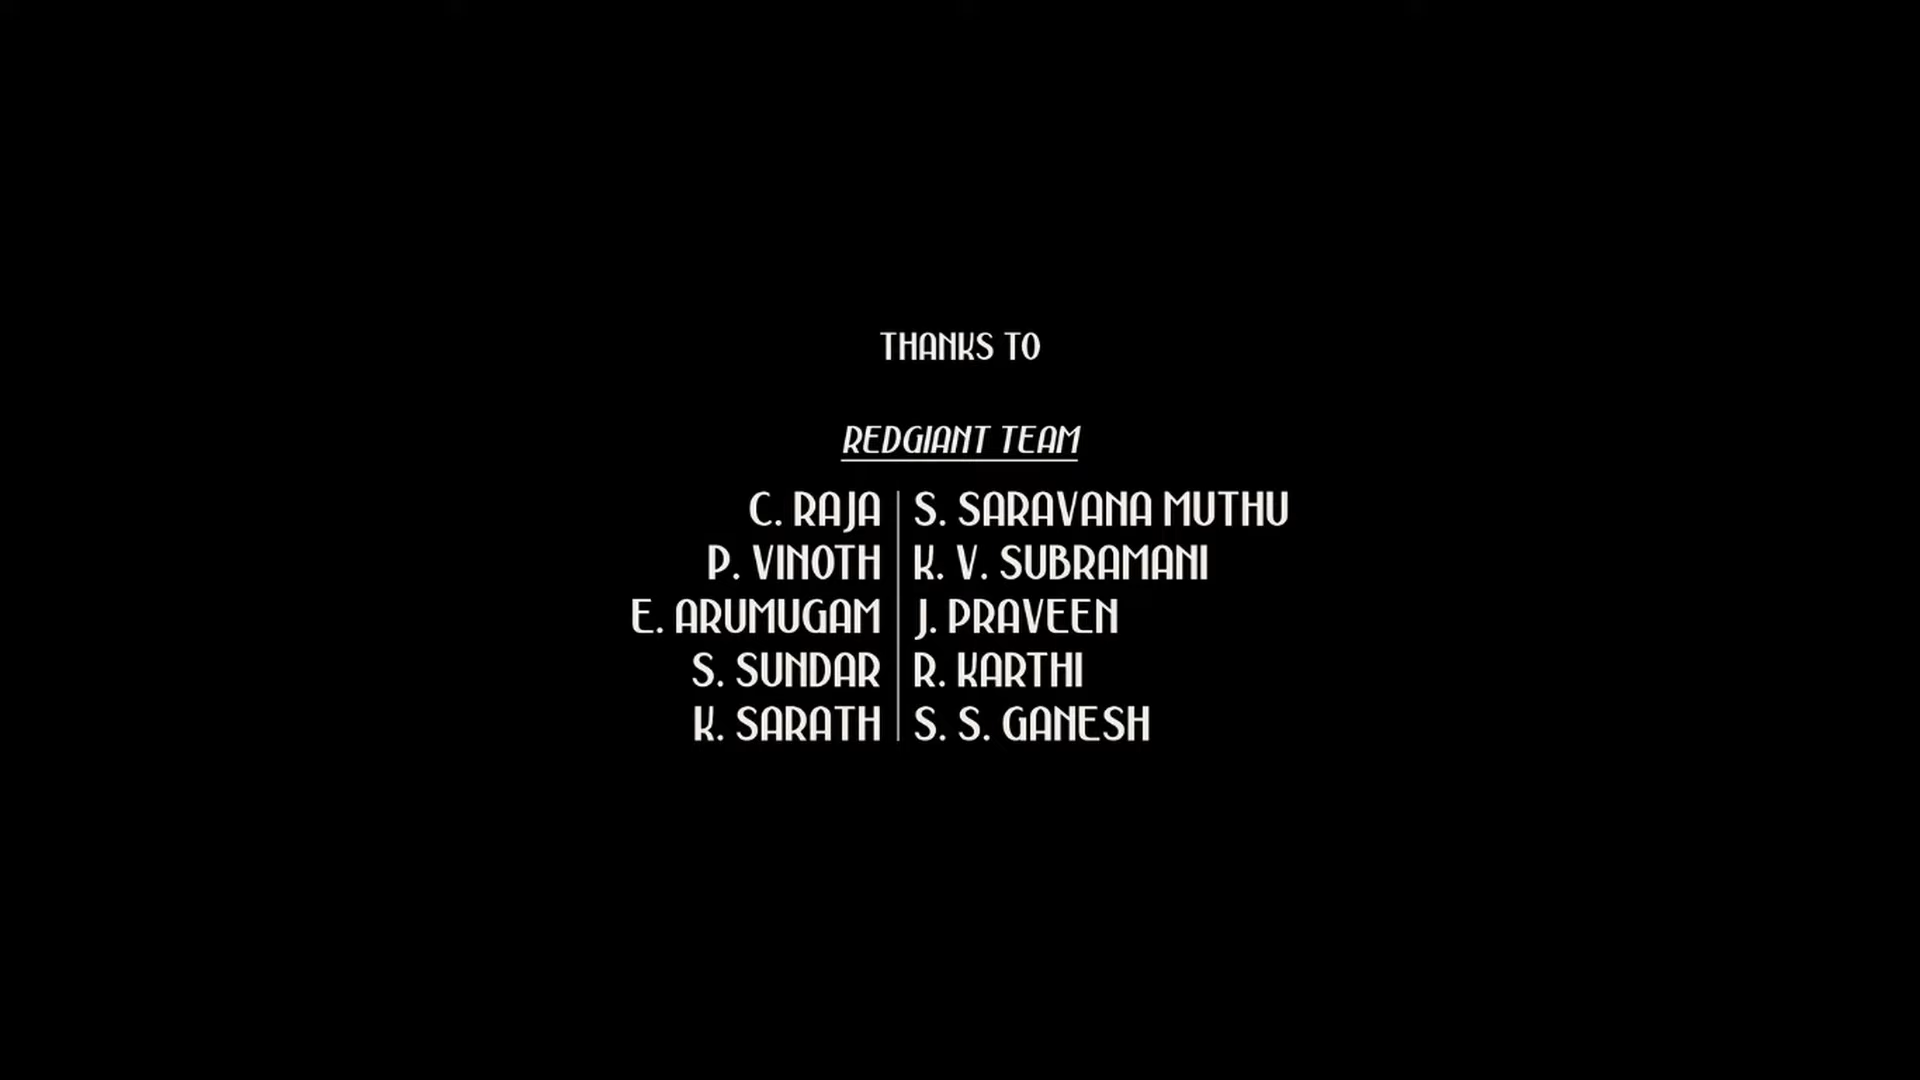 THANKS TO
REDGIANT TEAM
C. RAJA
P. VINOTH
E. ARUMUGAM
S. SUNDAR
K. SARATH
S. SARAVANA MUTHU
K. V. SUBRAMANI
J. PRAVEEN
R. KARTHI
S. S. GANESH